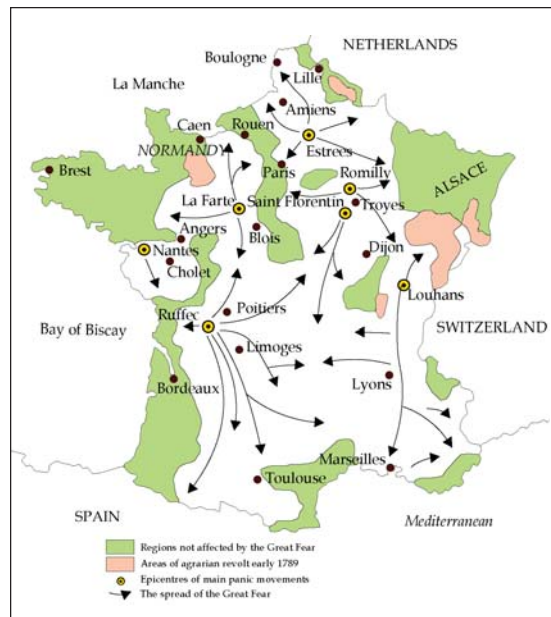 NETHERLANDS
Boulogne
Lille
La Manche
Amiens
Caen
Rouen
NORMANDY
Estrees
Paris
Romilly
Brest
ALSACE
La Farte
Saint Florentin
Troyes
Angers
Blois
Dijon
Nantes
Cholet
Louhans
Ruffec
Poitiers
Bay of Biscay
SWITZERLAND
Limoges
Lyons
Bordeaux
Marseilles
Toulouse
SPAIN
Mediterranean
Regions not affected by the Great Fear
Areas of agrarian revolt early 1789
Epicentres of main panic movements
The spread of the Great Fear